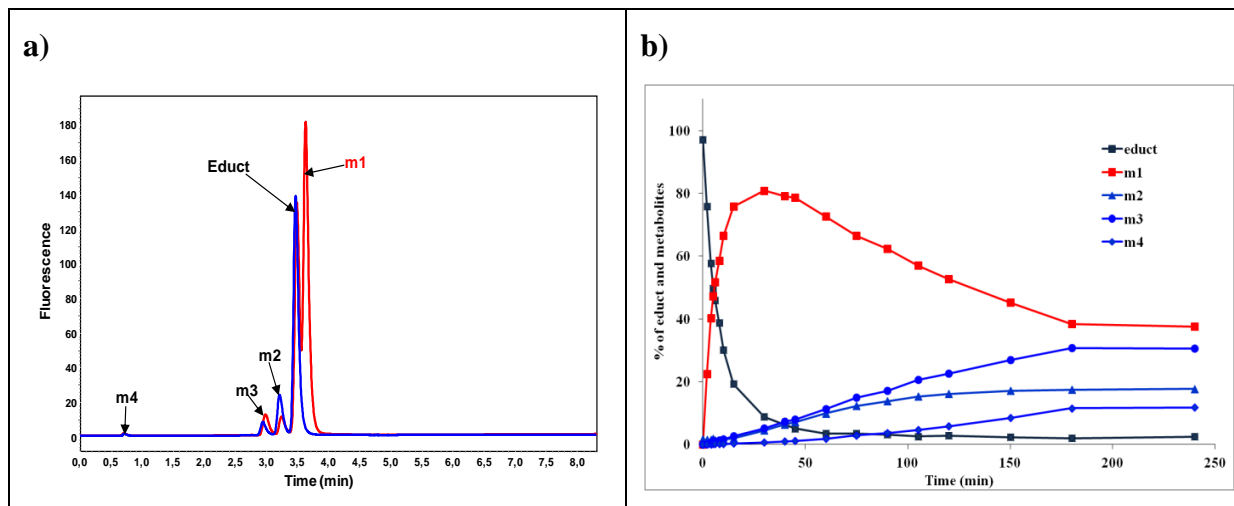 a)
Fluorescence
180
160
140
120
100
80
60
40
20
0
Educt
m1
m2
m3
m4
0,0 0,5 1,0 1,5 2,0 2,5 3,0 3,5 4,0 4,5 5,0 5,5 6,0 6,5 7,0 7,5 8,0
Time (min)
b)
% of educt and metabolites
100
80
60
40
20
0
educt
m1
m2
m3
m4
0 50 100 150 200 250
Time (min)